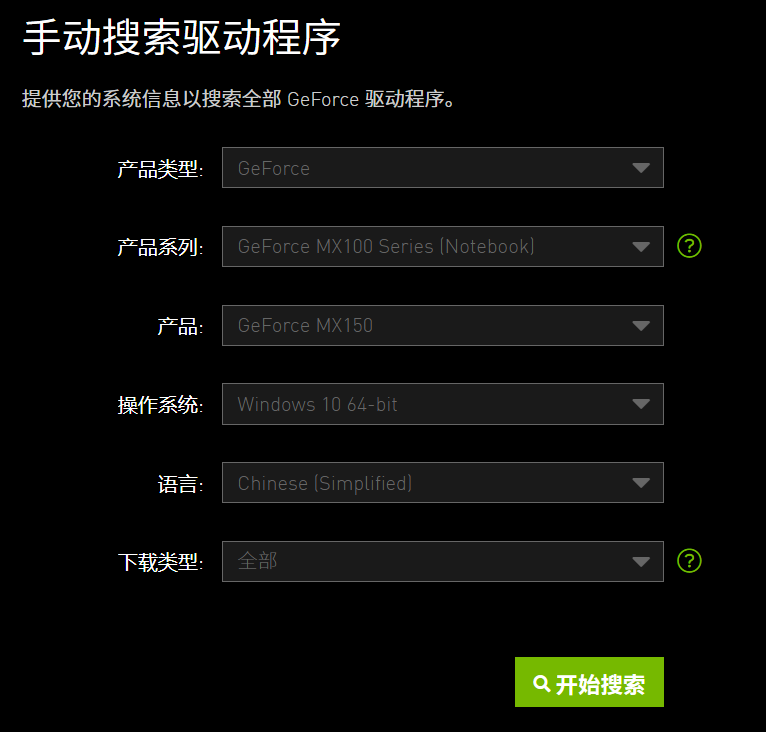 手动搜索驱动程序
提供您的系统信息以搜索全部 GeForce 驱动程序。
产品类型: GeForce
产品系列: GeForce MX100 Series (Notebook) ?
产品: GeForce MX150
操作系统: Windows 10 64-bit
语言: Chinese (Simplified)
下载类型: 全部 ?
开始搜索